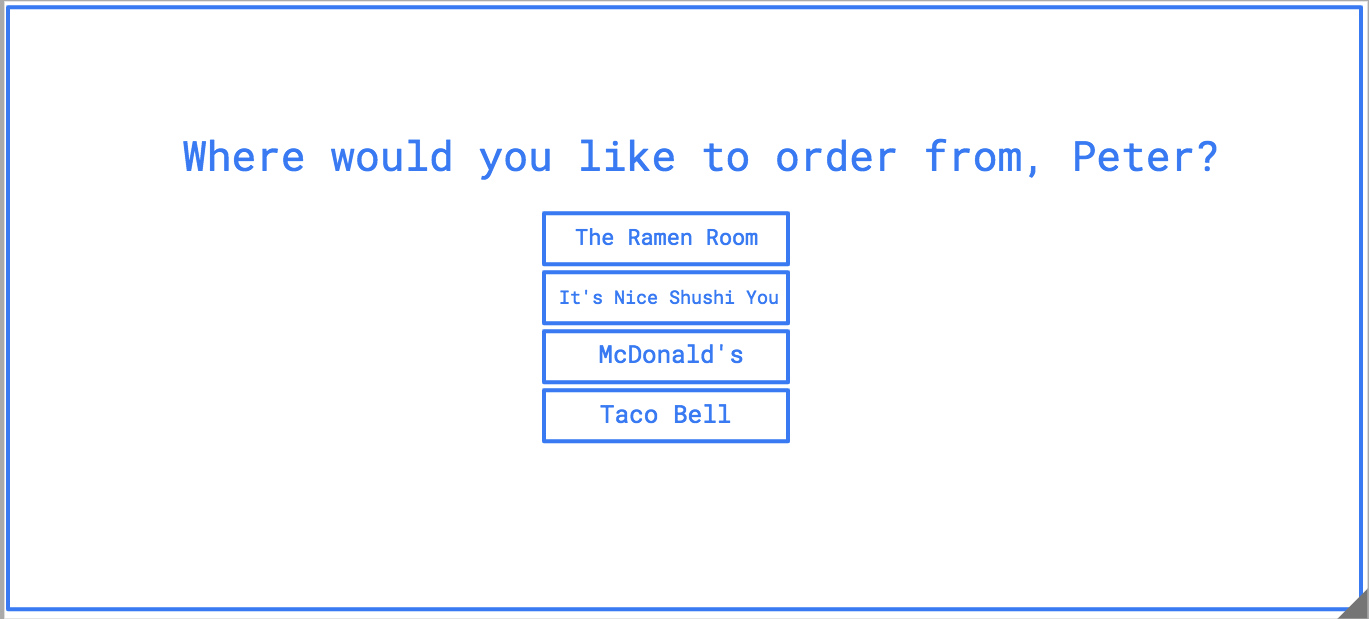 Where would you like to order from, Peter?
The Ramen Room
It's Nice Shushi You
McDonald's
Taco Bell